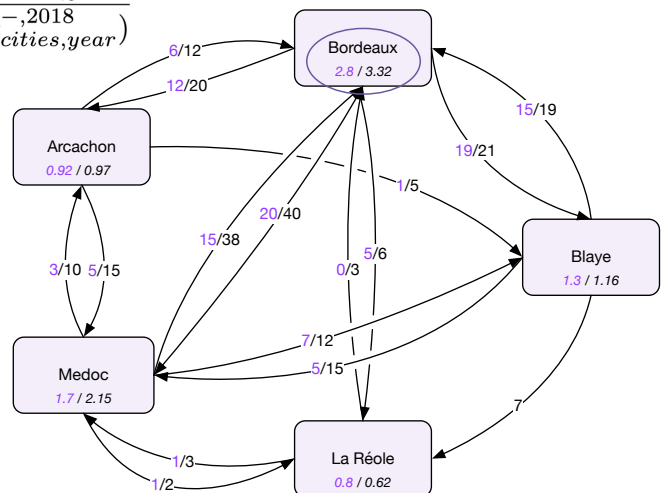 −,2018
cities,year)
Bordeaux
2.8 / 3.32
6/12
12/20
15/19
Arcachon
0.92 / 0.97
19/21
1/5
20/40
15/38
Blaye
1.3 / 1.16
5/6
0/3
3/10
5/15
7/12
5/15
Medoc
1.7 / 2.15
7
La Réole
0.8 / 0.62
1/3
1/2